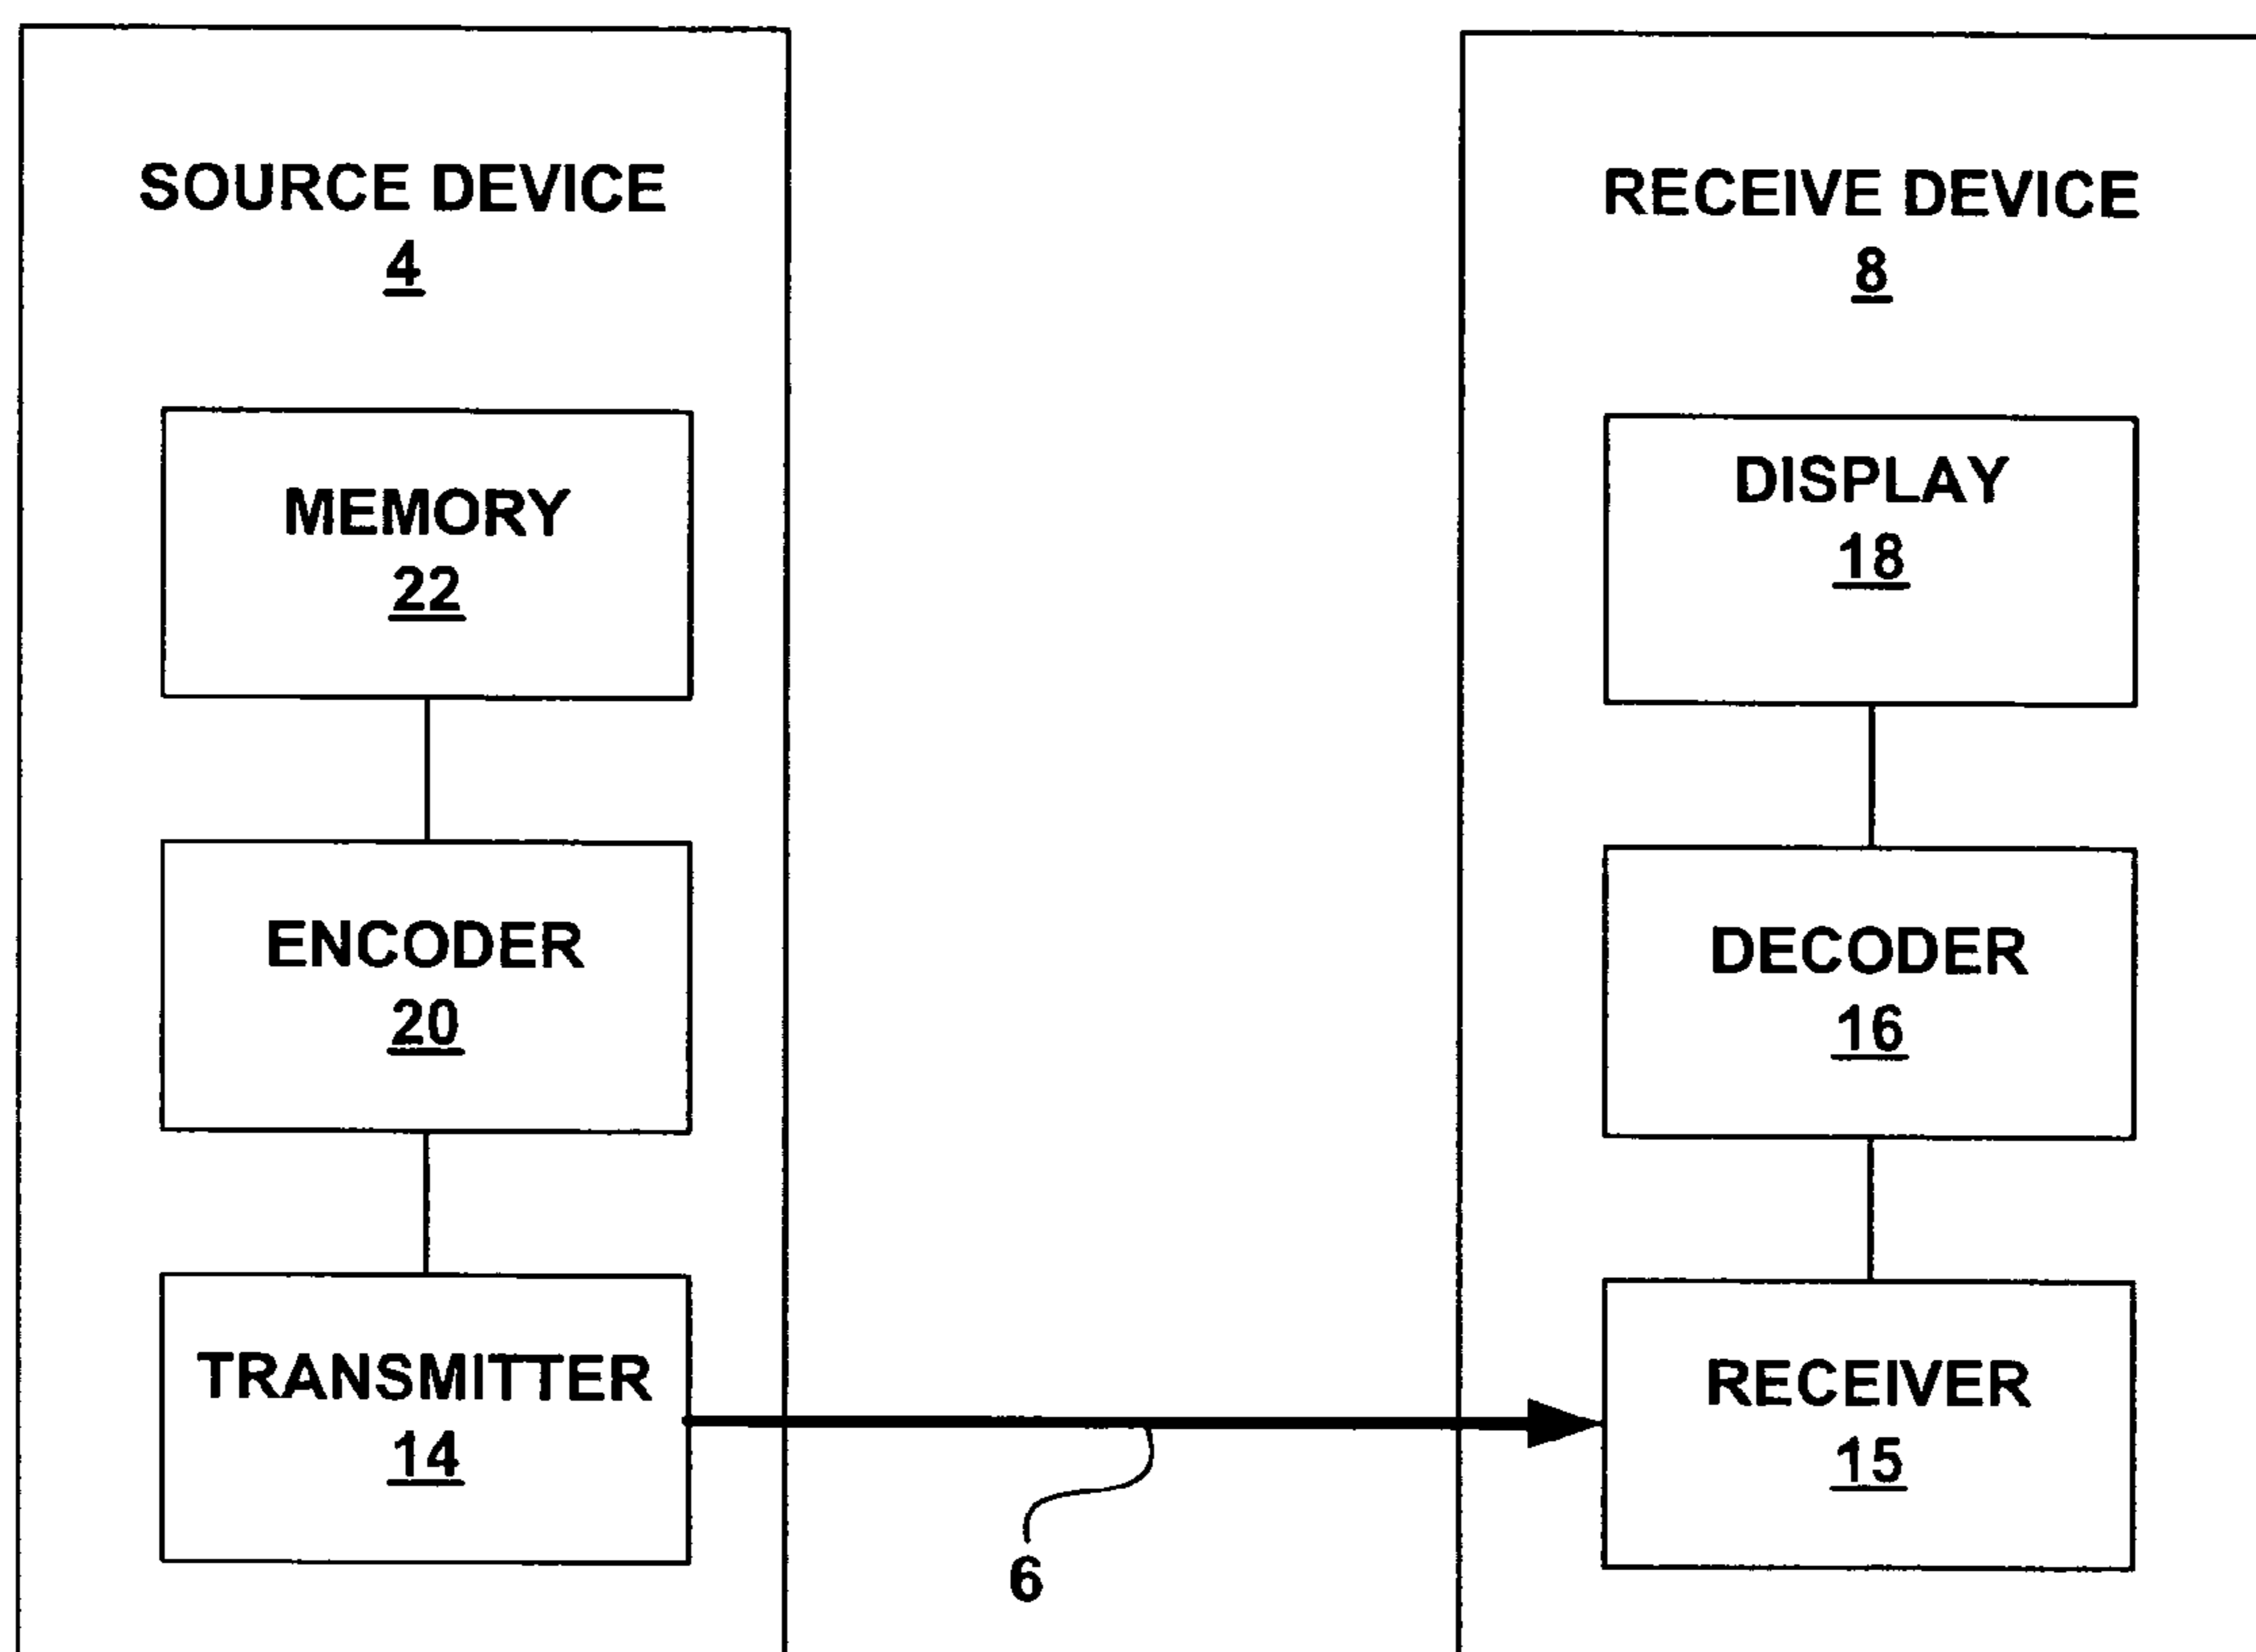 SOURCE DEVICE
4
MEMORY
22
ENCODER
20
TRANSMITTER
14
6
RECEIVE DEVICE
8
DISPLAY
18
DECODER
16
RECEIVER
15